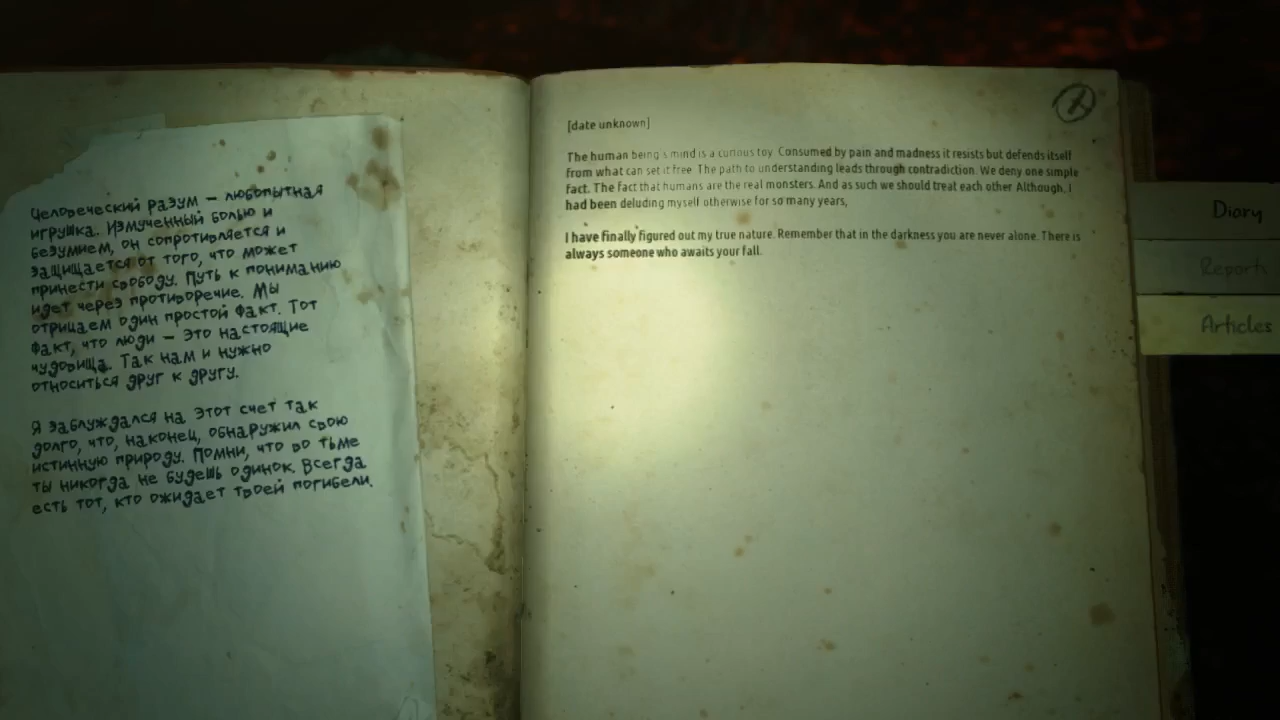 Человеческий разум – любопытная
игрушка. Измученный болью и
безумием, он сопротивляется и
защищается от того, что может
принести свободу. Путь к пониманию
идет через противоречие. Мы
отрицаем один простой факт. Тот
факт, что люди – это настоящие
чудовища. Так нам и нужно
относиться друг к другу.
Я заблуждался на этот счет так
долго, что, наконец, обнаружил свою
истинную природу. Помни, что во тьме
ты никогда не будешь одинок. Всегда
есть тот, кто ожидает твоей погибели.
[date unknown]
The human being's mind is a curious toy. Consumed by pain and madness it resists but defends itself
from what can set it free. The path to understanding leads through contradiction. We deny one simple
fact. The fact that humans are the real monsters. And as such we should treat each other Although, I
had been deluding myself otherwise for so many years,
I have finally figured out my true nature. Remember that in the darkness you are never alone. There is
always someone who awaits your fall.
X
Diary
Reports
Articles